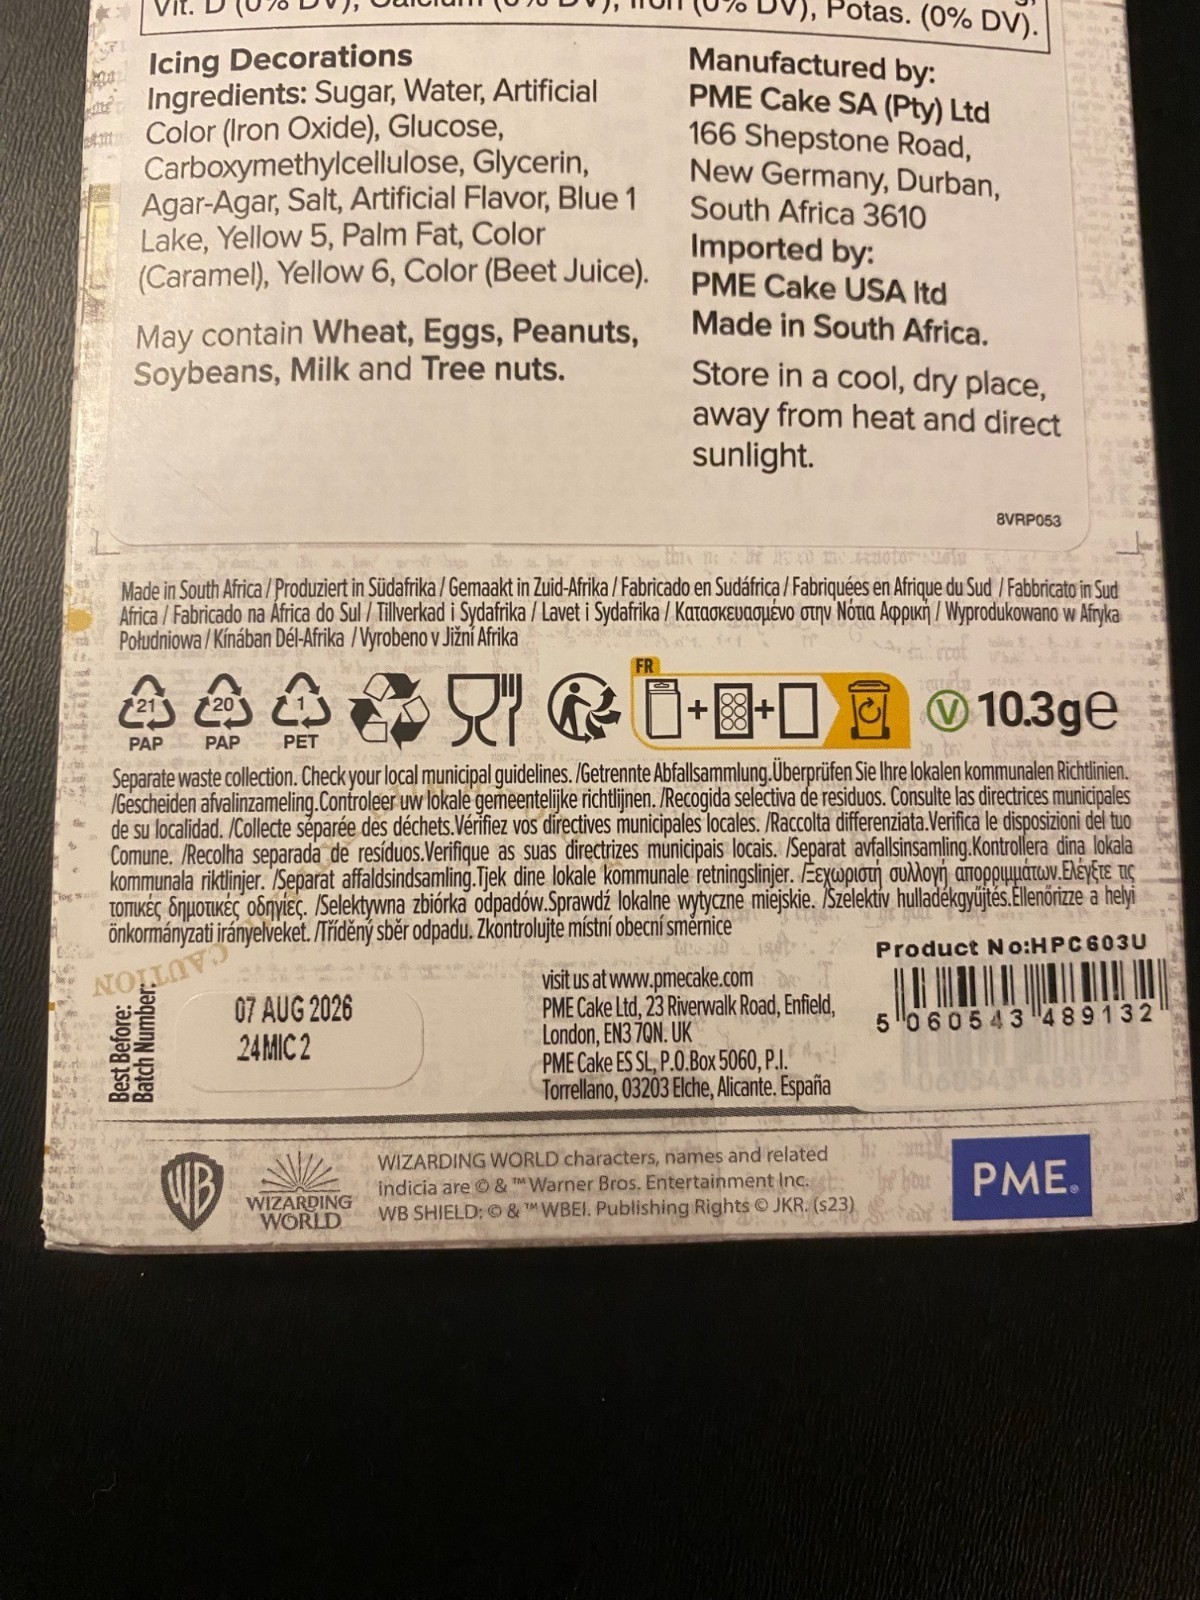 Vit. D (0% DV), Calcium (0% DV), Iron (0% DV), Potas. (0% DV).
Icing Decorations
Ingredients: Sugar, Water, Artificial
Color (Iron Oxide), Glucose,
Carboxymethylcellulose, Glycerin,
Agar-Agar, Salt, Artificial Flavor, Blue 1
Lake, Yellow 5, Palm Fat, Color
(Caramel), Yellow 6, Color (Beet Juice).
May contain Wheat, Eggs, Peanuts,
Soybeans, Milk and Tree nuts.
Manufactured by:
PME Cake SA (Pty) Ltd
166 Shepstone Road,
New Germany, Durban,
South Africa 3610
Imported by:
PME Cake USA ltd
Made in South Africa.
Store in a cool, dry place,
away from heat and direct
sunlight.
8VRP053
Made in South Africa / Produziert in Südafrika / Gemaakt in Zuid-Afrika / Fabricado en Sudáfrica / Fabriquées en Afrique du Sud / Fabbricato in Sud
Africa / Fabricado na África do Sul / Tillverkad i Sydafrika / Lavet i Sydafrika / Κατασκευασμένο στην Νότια Αφρική / Wyprodukowano w Afryka
Południowa / Kínában Dél-Afrika / Vyrobeno v Jižní Afrika
21 PAP 20 PAP 1 PET FR V 10.3g℮
Separate waste collection. Check your local municipal guidelines. /Getrennte Abfallsammlung.Überprüfen Sie Ihre lokalen kommunalen Richtlinien.
/Gescheiden afvalinzameling.Controleer uw lokale gemeentelijke richtlijnen. /Recogida selectiva de residuos. Consulte las directrices municipales
de su localidad. /Collecte séparée des déchets.Vérifiez vos directives municipales locales. /Raccolta differenziata.Verifica le disposizioni del tuo
Comune. /Recolha separada de resíduos.Verifique as suas directrizes municipais locais. /Separat avfallsinsamling.Kontrollera dina lokala
kommunala riktlinjer. /Separat affaldsindsamling.Tjek dine lokale kommunale retningslinjer. /Ξεχωριστή συλλογή απορριμμάτων.Ελέγξτε τις
τοπικές δημοτικές οδηγίες. /Selektywna zbiórka odpadów.Sprawdź lokalne wytyczne miejskie. /Szelektív hulladékgyűjtés.Ellenőrizze a helyi
önkormányzati irányelveket. /Tříděný sběr odpadu. Zkontrolujte místní obecní směrnice
CAUTION
Best Before:
Batch Number:
07 AUG 2026
24MIC 2
visit us at www.pmecake.com
PME Cake Ltd, 23 Riverwalk Road, Enfield,
London, EN3 7QN. UK
PME Cake ES SL, P.O.Box 5060, P.I.
Torrellano, 03203 Elche, Alicante. España
Product No:HPC603U
5 060543 489132
WB
WIZARDING
WORLD
WIZARDING WORLD characters, names and related
indicia are © & ™ Warner Bros. Entertainment Inc.
WB SHIELD: © & ™ WBEI. Publishing Rights © JKR. (s23)
PME®